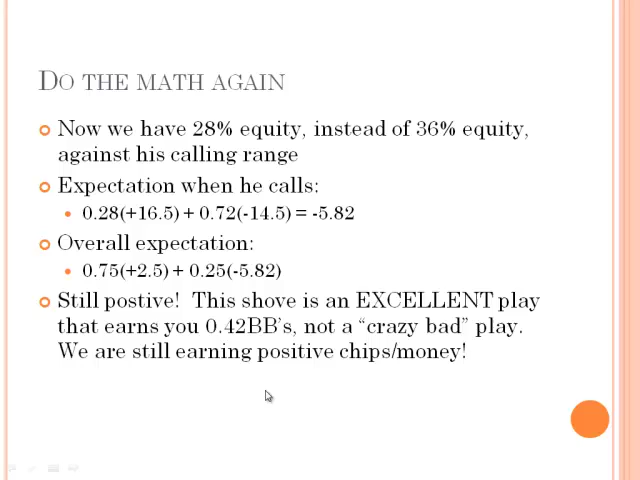 DO THE MATH AGAIN
Now we have 28% equity, instead of 36% equity,
against his calling range
Expectation when he calls:
0.28(+16.5) + 0.72(-14.5) = -5.82
Overall expectation:
0.75(+2.5) + 0.25(-5.82)
Still postive! This shove is an EXCELLENT play
that earns you 0.42BB's, not a “crazy bad” play.
We are still earning positive chips/money!